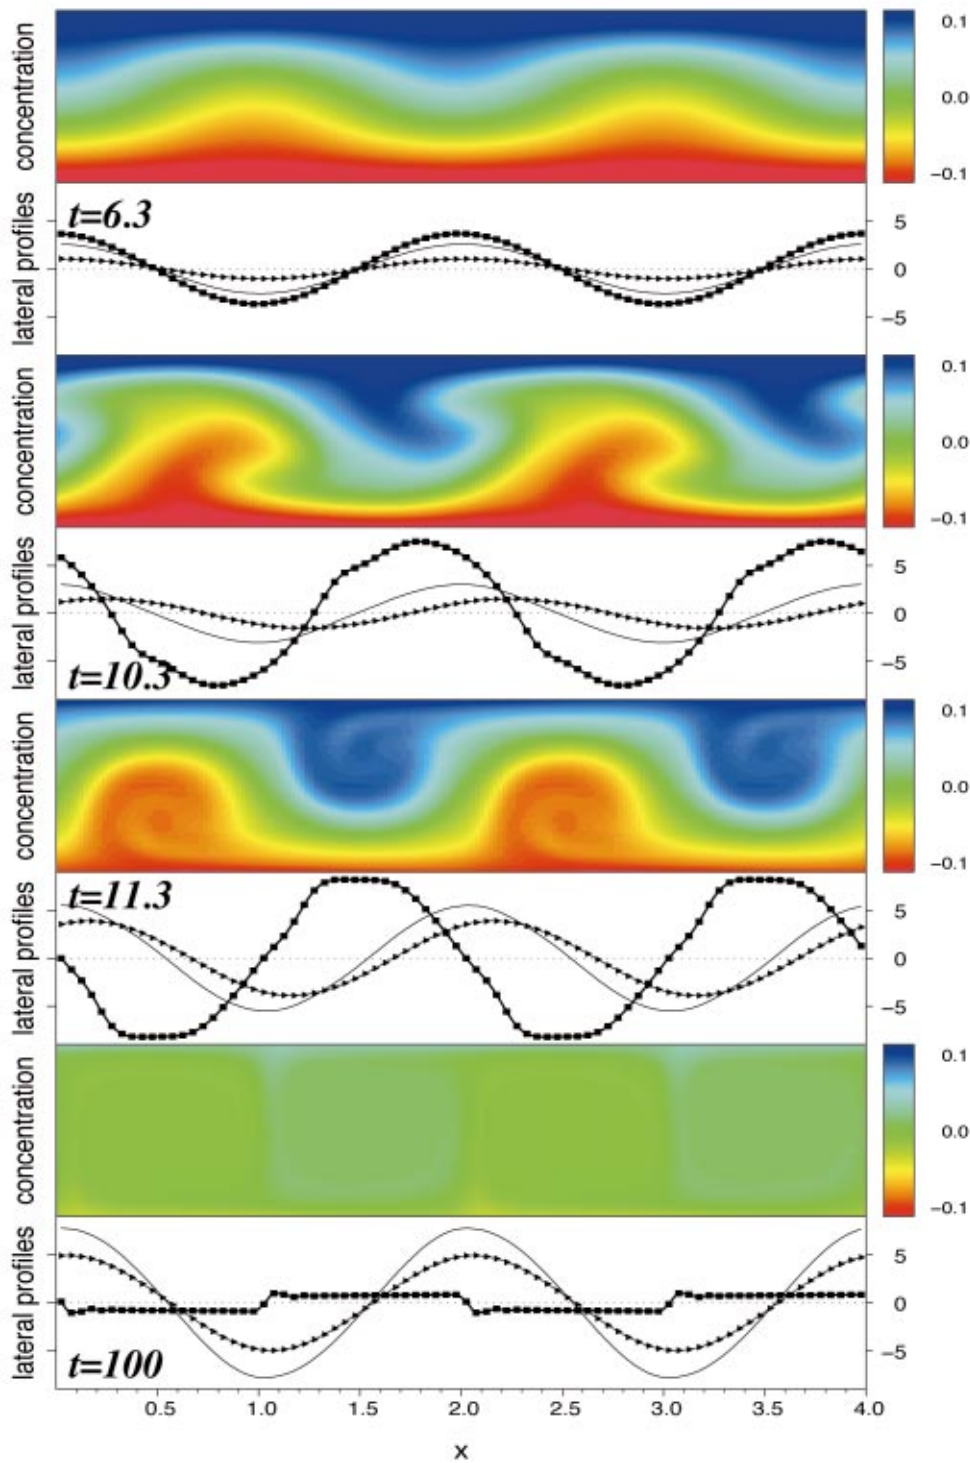 concentration
0.1
0.0
−0.1
lateral profiles
t=6.3
5
0
−5
concentration
0.1
0.0
−0.1
lateral profiles
t=10.3
5
0
−5
concentration
0.1
0.0
−0.1
lateral profiles
t=11.3
5
0
−5
concentration
0.1
0.0
−0.1
lateral profiles
t=100
5
0
−5
0.5 1.0 1.5 2.0 2.5 3.0 3.5 4.0
x